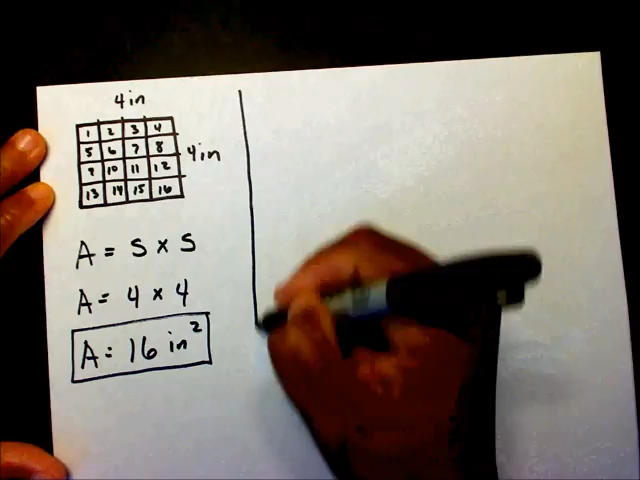 4in
1 2 3 4
5 6 7 8
9 10 11 12
13 14 15 16
4in
A = S × S
A = 4 × 4
A = 16 in²